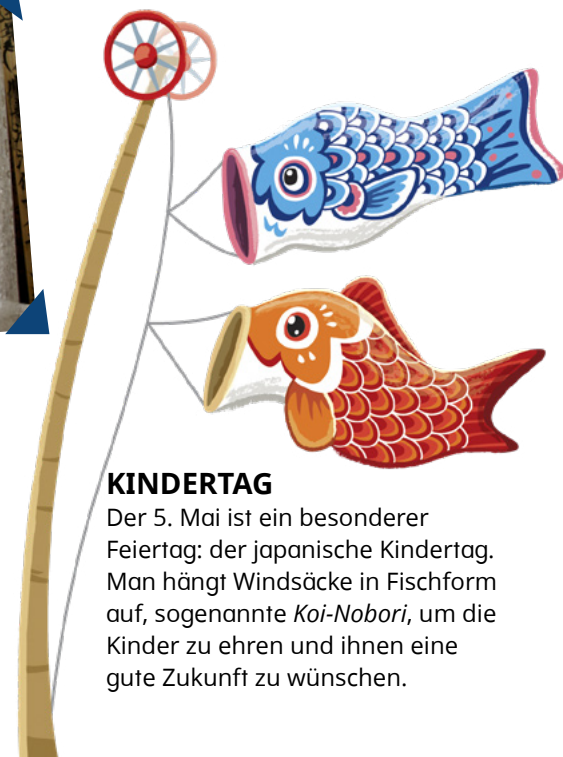 KINDERTAG
Der 5. Mai ist ein besonderer
Feiertag: der japanische Kindertag.
Man hängt Windsäcke in Fischform
auf, sogenannte Koi-Nobori, um die
Kinder zu ehren und ihnen eine
gute Zukunft zu wünschen.